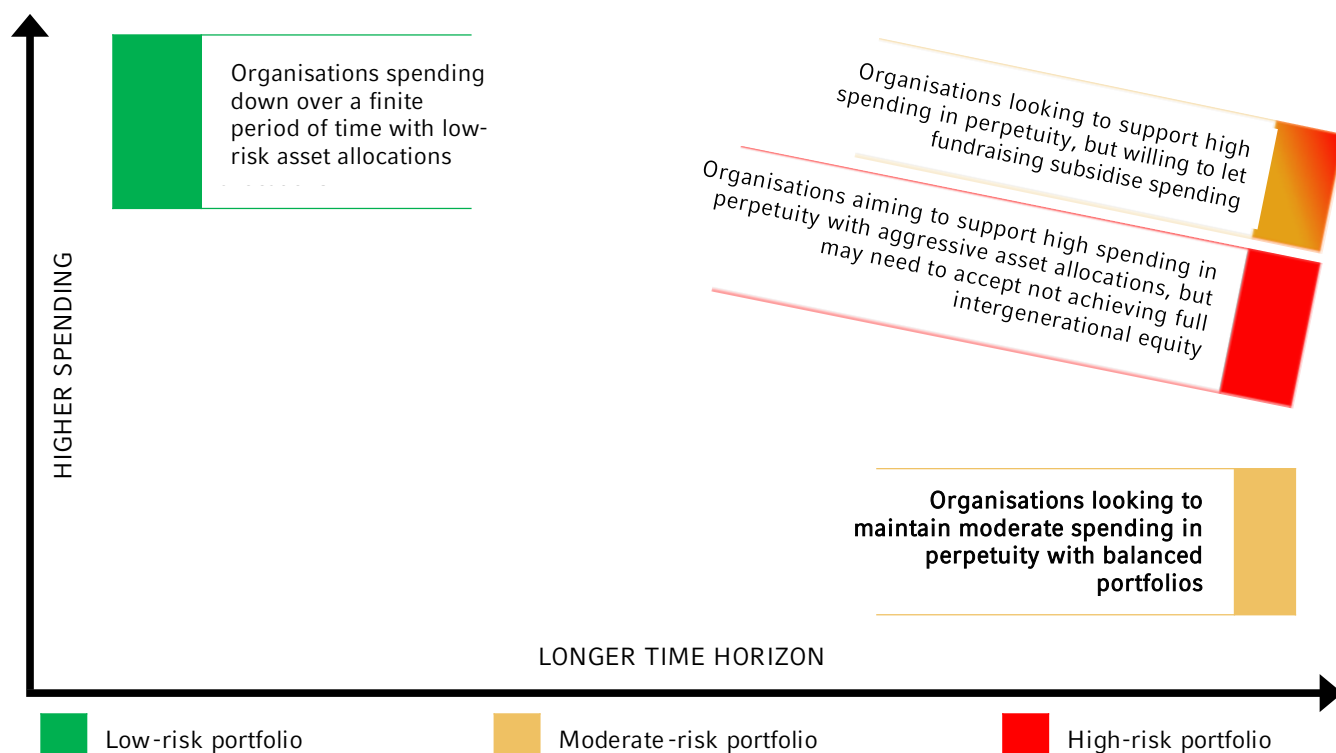 Organisations spending
down over a finite
period of time with low-
risk asset allocations
Organisations looking to support high
spending in perpetuity, but willing to let
fundraising subsidise spending
Organisations aiming to support high spending in
perpetuity with aggressive asset allocations, but
may need to accept not achieving full
intergenerational equity
HIGHER SPENDING
Organisations looking to
maintain moderate spending in
perpetuity with balanced
portfolios
LONGER TIME HORIZON
Low-risk portfolio
Moderate-risk portfolio
High-risk portfolio